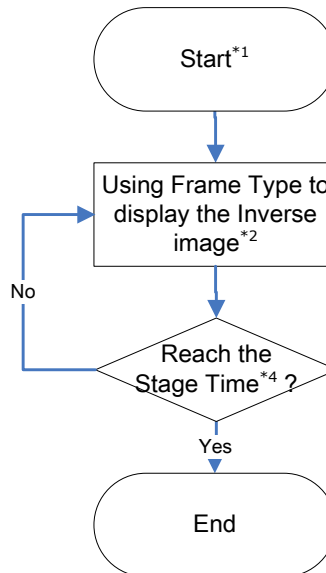 Start*1
Using Frame Type to
display the Inverse
image*2
No
Reach the
Stage Time*4 ?
Yes
End